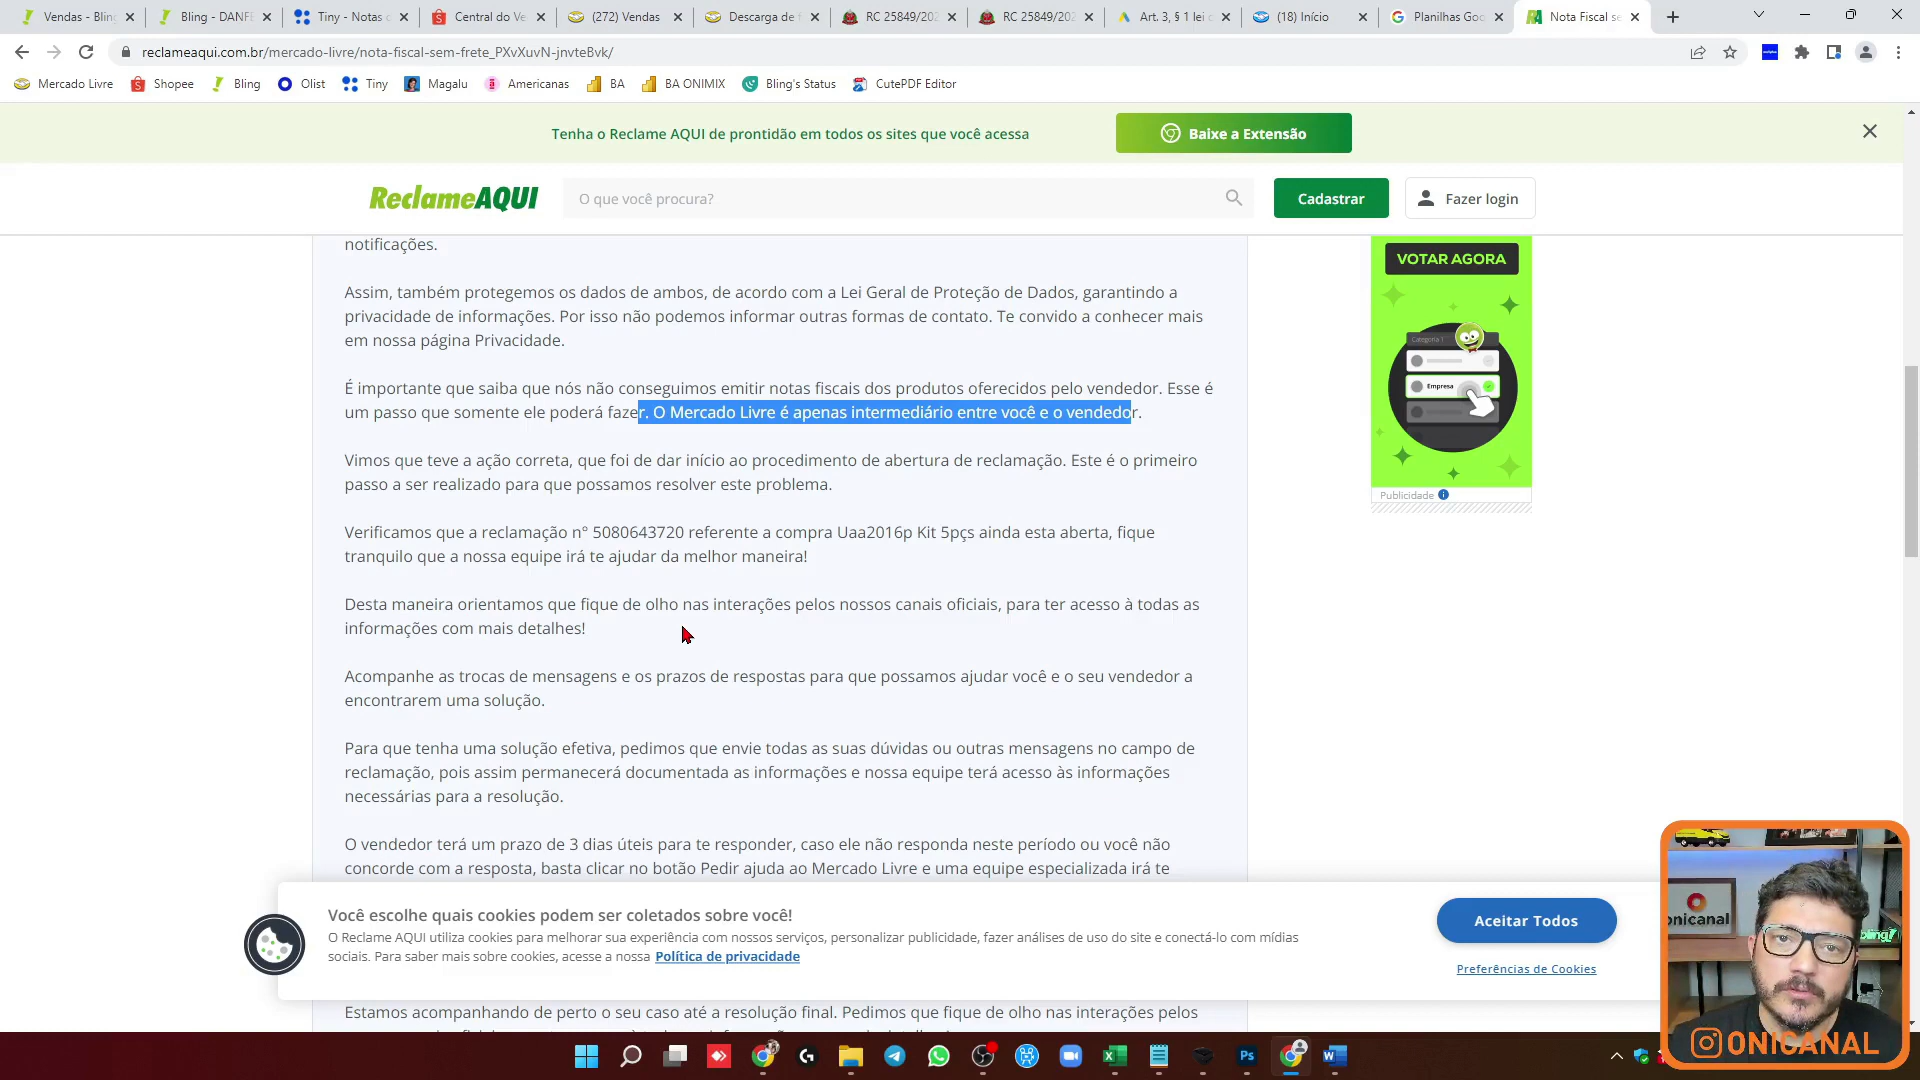 Vendas - Blin
Bling - DANFE
Tiny - Notas d
Central do Ve
(272) Vendas
Descarga de f
RC 25849/202
RC 25849/202
Art. 3, § 1 lei c
(18) Início
Planilhas Goo
Nota Fiscal se
reclameaqui.com.br/mercado-livre/nota-fiscal-sem-frete_PXvXuvN-jnvteBvk/
Mercado Livre
Shopee
Bling
Olist
Tiny
Magalu
Americanas
BA
BA ONIMIX
Bling's Status
CutePDF Editor
Tenha o Reclame AQUI de prontidão em todos os sites que você acessa
Baixe a Extensão
ReclameAQUI
O que você procura?
Cadastrar
Fazer login
notificações.
Assim, também protegemos os dados de ambos, de acordo com a Lei Geral de Proteção de Dados, garantindo a
privacidade de informações. Por isso não podemos informar outras formas de contato. Te convido a conhecer mais
em nossa página Privacidade.
É importante que saiba que nós não conseguimos emitir notas fiscais dos produtos oferecidos pelo vendedor. Esse é
um passo que somente ele poderá fazer. O Mercado Livre é apenas intermediário entre você e o vendedor.
Vimos que teve a ação correta, que foi de dar início ao procedimento de abertura de reclamação. Este é o primeiro
passo a ser realizado para que possamos resolver este problema.
Verificamos que a reclamação nº 5080643720 referente a compra Uaa2016p Kit 5pçs ainda esta aberta, fique
tranquilo que a nossa equipe irá te ajudar da melhor maneira!
Desta maneira orientamos que fique de olho nas interações pelos nossos canais oficiais, para ter acesso à todas as
informações com mais detalhes!
Acompanhe as trocas de mensagens e os prazos de respostas para que possamos ajudar você e o seu vendedor a
encontrarem uma solução.
Para que tenha uma solução efetiva, pedimos que envie todas as suas dúvidas ou outras mensagens no campo de
reclamação, pois assim permanecerá documentada as informações e nossa equipe terá acesso às informações
necessárias para a resolução.
O vendedor terá um prazo de 3 dias úteis para te responder, caso ele não responda neste período ou você não
concorde com a resposta, basta clicar no botão Pedir ajuda ao Mercado Livre e uma equipe especializada irá te
VOTAR AGORA
Categoria 1
Empresa
Publicidade
Você escolhe quais cookies podem ser coletados sobre você!
O Reclame AQUI utiliza cookies para melhorar sua experiência com nossos serviços, personalizar publicidade, fazer análises de uso do site e conectá-lo com mídias
sociais. Para saber mais sobre cookies, acesse a nossa Política de privacidade
Aceitar Todos
Preferências de Cookies
Estamos acompanhando de perto o seu caso até a resolução final. Pedimos que fique de olho nas interações pelos
onicanal
bling!
ONICANAL